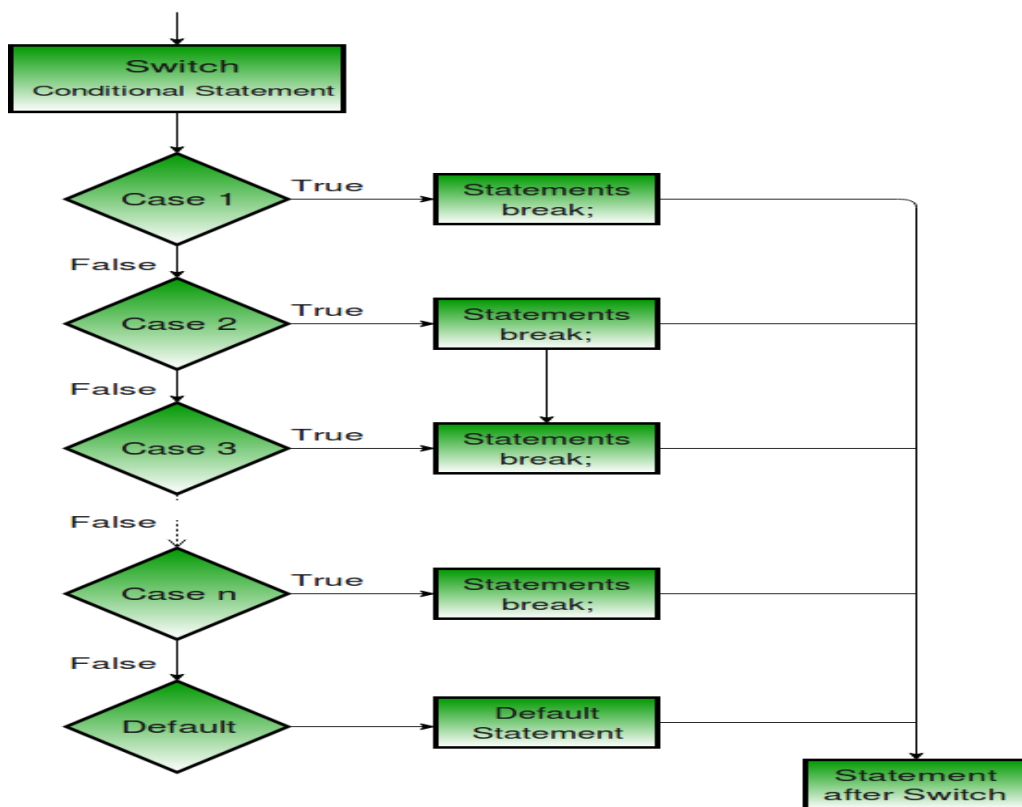 Switch
Conditional Statement
Case 1
True
Statements
break;
False
Case 2
True
Statements
break;
False
Case 3
True
Statements
break;
False
Case n
True
Statements
break;
False
Default
Default
Statement
Statement
after Switch